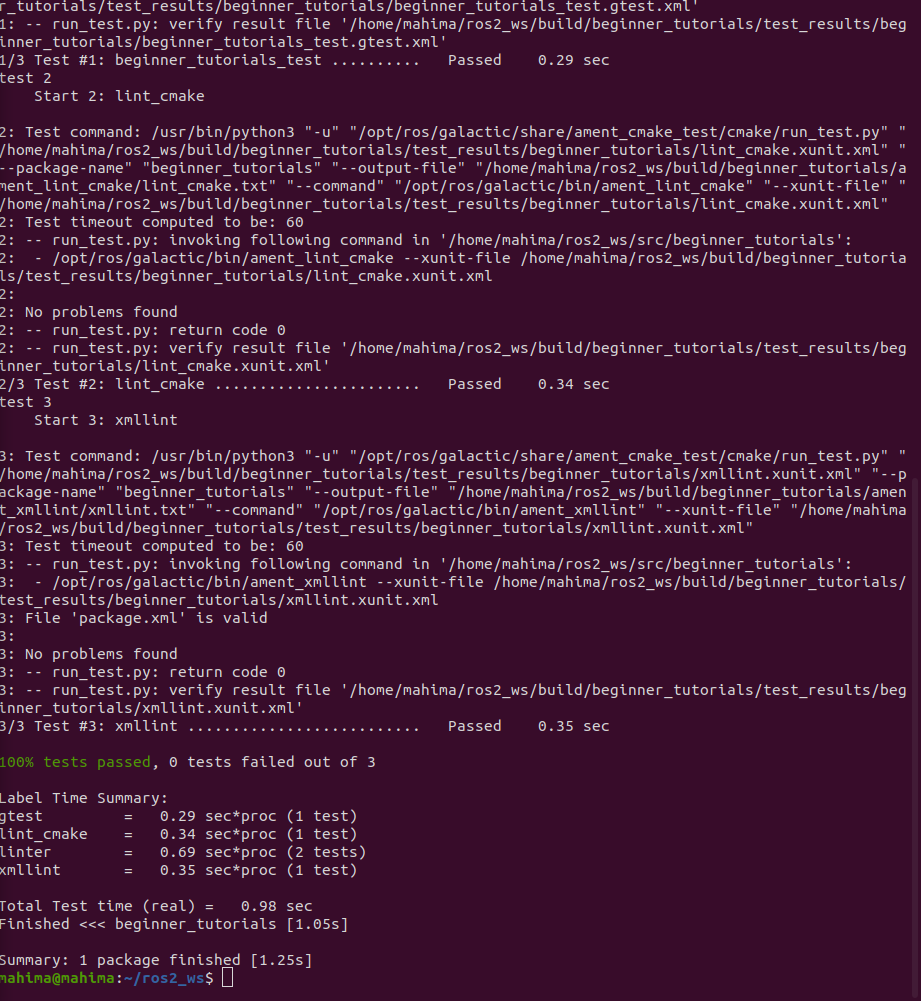 r_tutorials/test_results/beginner_tutorials/beginner_tutorials_test.gtest.xml'
1: -- run_test.py: verify result file '/home/mahima/ros2_ws/build/beginner_tutorials/test_results/beg
inner_tutorials/beginner_tutorials_test.gtest.xml'
1/3 Test #1: beginner_tutorials_test ..........   Passed    0.29 sec
test 2
    Start 2: lint_cmake
2: Test command: /usr/bin/python3 "-u" "/opt/ros/galactic/share/ament_cmake_test/cmake/run_test.py" "
/home/mahima/ros2_ws/build/beginner_tutorials/test_results/beginner_tutorials/lint_cmake.xunit.xml" "
--package-name" "beginner_tutorials" "--output-file" "/home/mahima/ros2_ws/build/beginner_tutorials/a
ment_lint_cmake/lint_cmake.txt" "--command" "/opt/ros/galactic/bin/ament_lint_cmake" "--xunit-file" "
/home/mahima/ros2_ws/build/beginner_tutorials/test_results/beginner_tutorials/lint_cmake.xunit.xml"
2: Test timeout computed to be: 60
2: -- run_test.py: invoking following command in '/home/mahima/ros2_ws/src/beginner_tutorials':
2:  - /opt/ros/galactic/bin/ament_lint_cmake --xunit-file /home/mahima/ros2_ws/build/beginner_tutoria
ls/test_results/beginner_tutorials/lint_cmake.xunit.xml
2:
2: No problems found
2: -- run_test.py: return code 0
2: -- run_test.py: verify result file '/home/mahima/ros2_ws/build/beginner_tutorials/test_results/beg
inner_tutorials/lint_cmake.xunit.xml'
2/3 Test #2: lint_cmake .......................   Passed    0.34 sec
test 3
    Start 3: xmllint
3: Test command: /usr/bin/python3 "-u" "/opt/ros/galactic/share/ament_cmake_test/cmake/run_test.py" "
/home/mahima/ros2_ws/build/beginner_tutorials/test_results/beginner_tutorials/xmllint.xunit.xml" "--p
ackage-name" "beginner_tutorials" "--output-file" "/home/mahima/ros2_ws/build/beginner_tutorials/amen
t_xmllint/xmllint.txt" "--command" "/opt/ros/galactic/bin/ament_xmllint" "--xunit-file" "/home/mahima
/ros2_ws/build/beginner_tutorials/test_results/beginner_tutorials/xmllint.xunit.xml"
3: Test timeout computed to be: 60
3: -- run_test.py: invoking following command in '/home/mahima/ros2_ws/src/beginner_tutorials':
3:  - /opt/ros/galactic/bin/ament_xmllint --xunit-file /home/mahima/ros2_ws/build/beginner_tutorials/
test_results/beginner_tutorials/xmllint.xunit.xml
3: File 'package.xml' is valid
3:
3: No problems found
3: -- run_test.py: return code 0
3: -- run_test.py: verify result file '/home/mahima/ros2_ws/build/beginner_tutorials/test_results/beg
inner_tutorials/xmllint.xunit.xml'
3/3 Test #3: xmllint ..........................   Passed    0.35 sec
100% tests passed, 0 tests failed out of 3
Label Time Summary:
gtest         =   0.29 sec*proc (1 test)
lint_cmake    =   0.34 sec*proc (1 test)
linter        =   0.69 sec*proc (2 tests)
xmllint       =   0.35 sec*proc (1 test)
Total Test time (real) =   0.98 sec
Finished <<< beginner_tutorials [1.05s]
Summary: 1 package finished [1.25s]
mahima@mahima:~/ros2_ws$